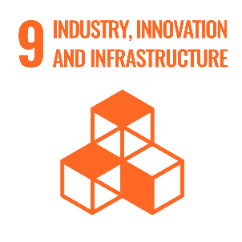 9 INDUSTRY, INNOVATION
AND INFRASTRUCTURE